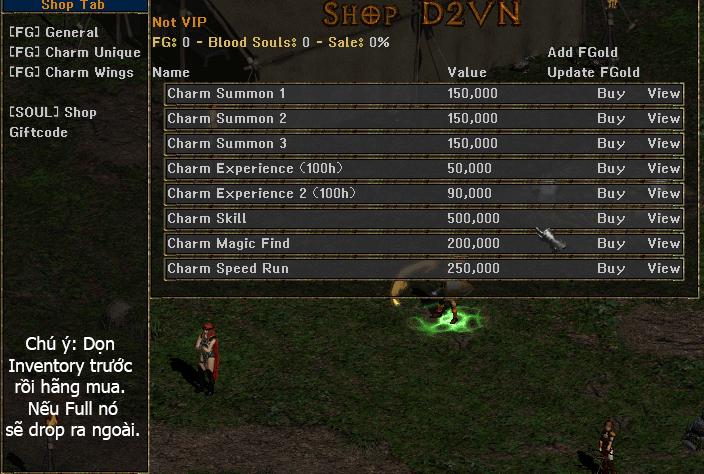 Shop Tab
[FG] General
[FG] Charm Unique
[FG] Charm Wings
[SOUL] Shop
Giftcode
Chú ý: Dọn
Inventory trước
rồi hãng mua.
Nếu Full nó
sẽ drop ra ngoài.
Shop D2VN
Not VIP
FG: 0 - Blood Souls: 0 - Sale: 0%
Add FGold
Name Value Update FGold
Charm Summon 1 150,000 Buy View
Charm Summon 2 150,000 Buy View
Charm Summon 3 150,000 Buy View
Charm Experience (100h) 50,000 Buy View
Charm Experience 2 (100h) 90,000 Buy View
Charm Skill 500,000 Buy View
Charm Magic Find 200,000 Buy View
Charm Speed Run 250,000 Buy View